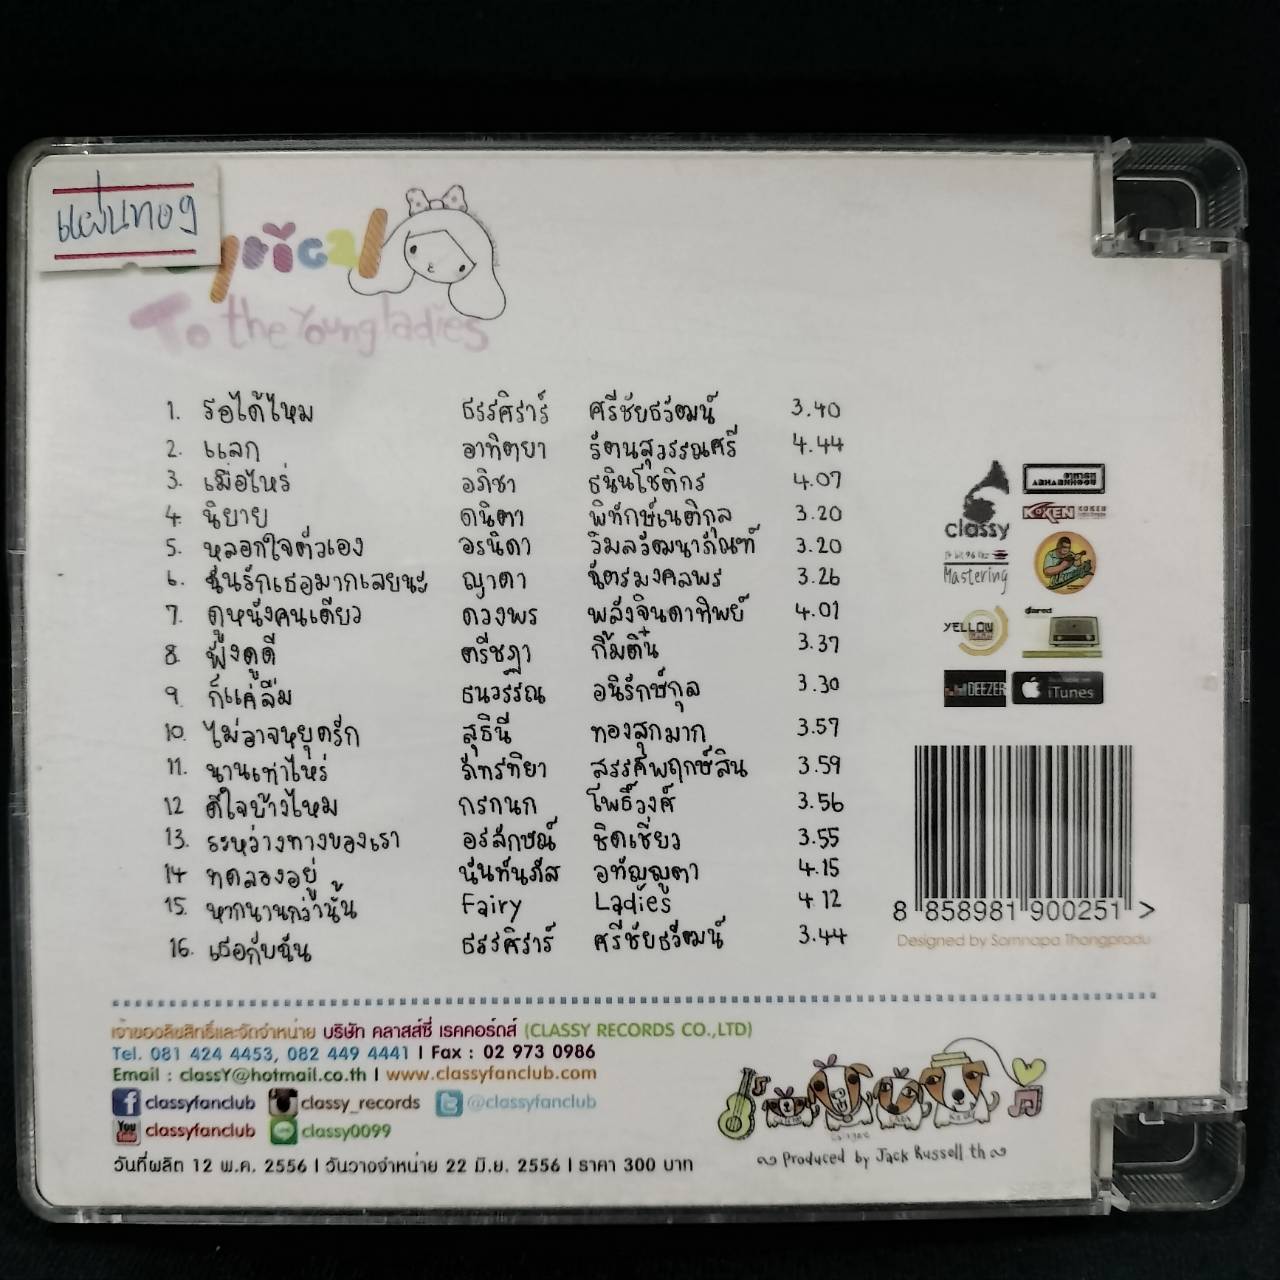 แผ่นทอง
yrical
To the Young ladies
1. รอได้ไหม ธรรศิราร์ ศรีชัยธวัฒน์ 3.40
2. แลก อาทิตยา รัตนสุวรรณศรี 4.44
3. เมื่อไหร่ อภิชา ธนินโชติกร 4.07
4. นิยาย ดนิตา พิทักษ์เนติกุล 3.20
5. หลอกใจตัวเอง อรนิดา วิมลวัฒนาภัณฑ์ 3.20
6. ฉันรักเธอมากเลยนะ ญาดา ฉัตรมงคลพร 3.26
7. ดูหนังคนเดียว ดวงพร พลังจินดาทิพย์ 4.01
8. ฟังดูดี ตรีชฎา กิ้มติ๋น 3.37
9. ก็แค่ลืม ธนวรรณ อนิรักษ์กุล 3.30
10. ไม่อาจหยุดรัก สุธินี ทองสุกมาก 3.57
11. นานเท่าไหร่ ภัทรทิยา สรรค์พฤกษ์สิน 3.59
12 ดีใจบ้างไหม กรกนก โพธิ์วงศ์ 3.56
13. ระหว่างทางของเรา อรลักษณ์ ชิดเชี่ยว 3.55
14 ทดลองอยู่ นันท์นภัส อทัญญูตา 4.15
15. หากนานกว่านั้น Fairy Ladies 4.12
16. เธอกับฉัน ธรรศิราร์ ศรีชัยธวัฒน์ 3.44
classy
KOKEN
Mastering
YELLOW
DEEZER
iTunes
8 858981 900251 >
Designed by Somnapa Thongpradu
เจ้าของลิขสิทธิ์และจัดจำหน่าย บริษัท คลาสส์ซี่ เรคคอร์ดส์ (CLASSY RECORDS CO.,LTD)
Tel. 081 424 4453, 082 449 4441 | Fax : 02 973 0986
Email : classY@hotmail.co.th | www.classyfanclub.com
classyfanclub classy_records @classyfanclub
You classyfanclub classy0099
วันที่ผลิต 12 พ.ค. 2556 | วันวางจำหน่าย 22 มิ.ย. 2556 | ราคา 300 บาท
Produced by Jack Russell th